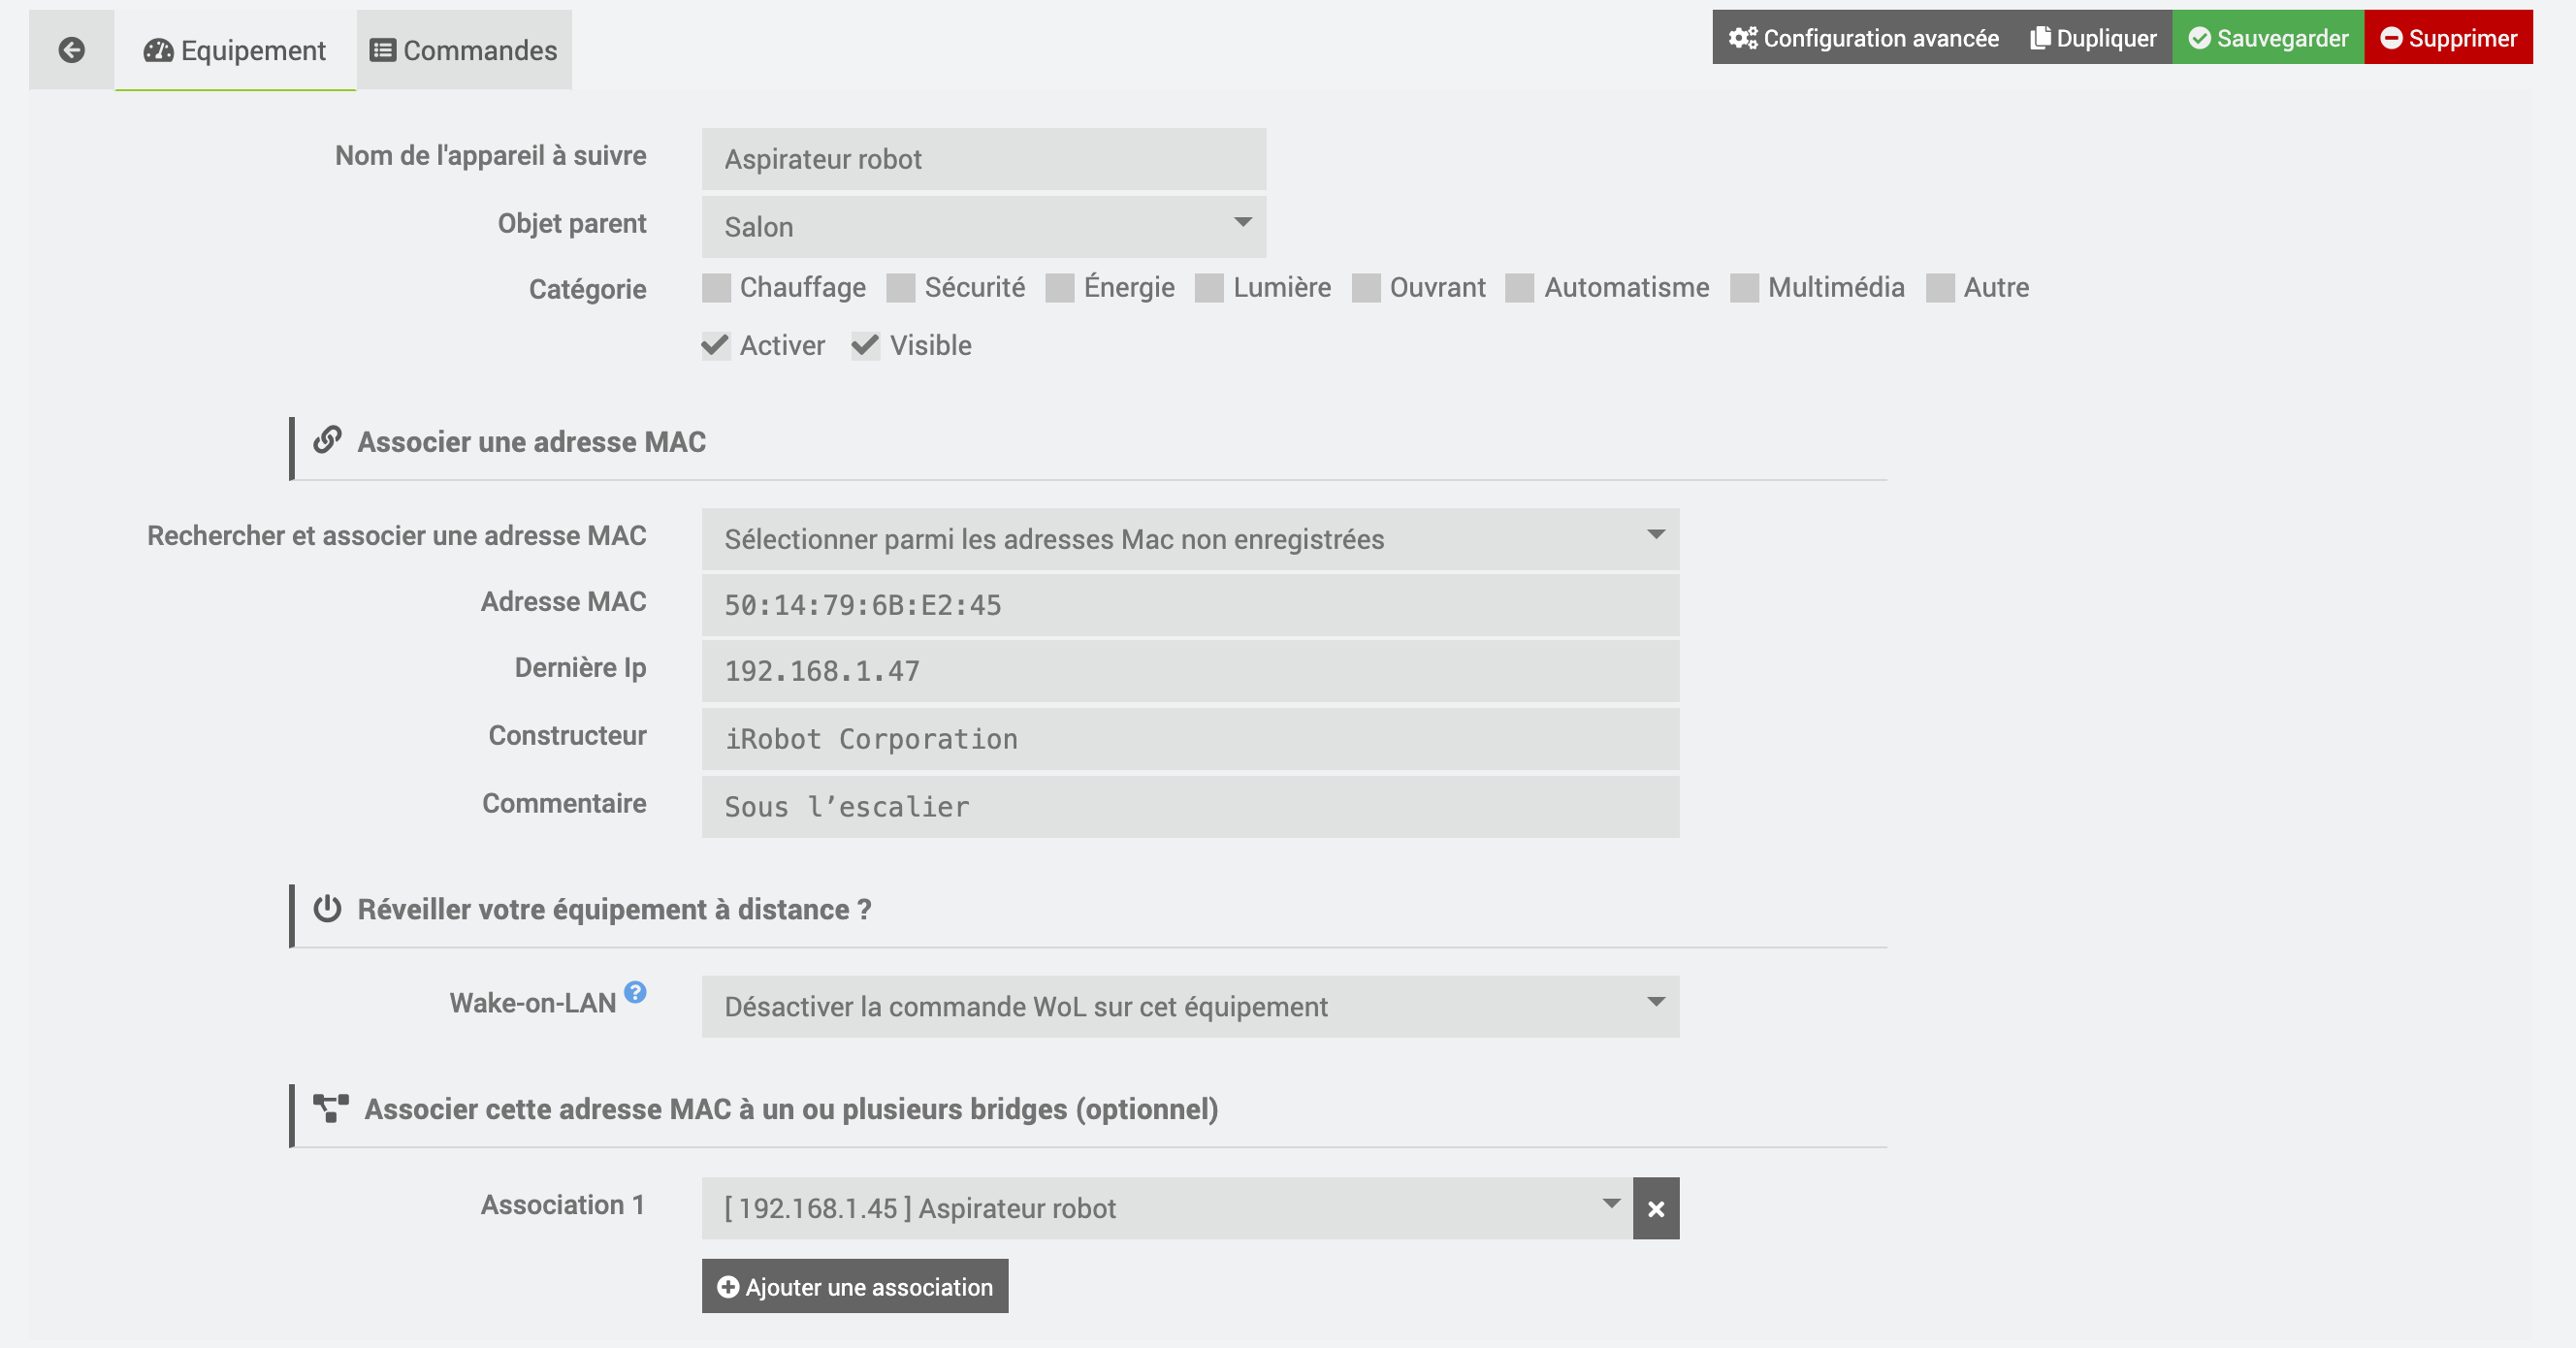 Equipement Commandes Configuration avancée Dupliquer Sauvegarder Supprimer
Nom de l'appareil à suivre Aspirateur robot
Objet parent Salon
Catégorie Chauffage Sécurité Énergie Lumière Ouvrant Automatisme Multimédia Autre
Activer Visible
Associer une adresse MAC
Rechercher et associer une adresse MAC Sélectionner parmi les adresses Mac non enregistrées
Adresse MAC 50:14:79:6B:E2:45
Dernière Ip 192.168.1.47
Constructeur iRobot Corporation
Commentaire Sous l’escalier
Réveiller votre équipement à distance ?
Wake-on-LAN ? Désactiver la commande WoL sur cet équipement
Associer cette adresse MAC à un ou plusieurs bridges (optionnel)
Association 1 [ 192.168.1.45 ] Aspirateur robot
Ajouter une association